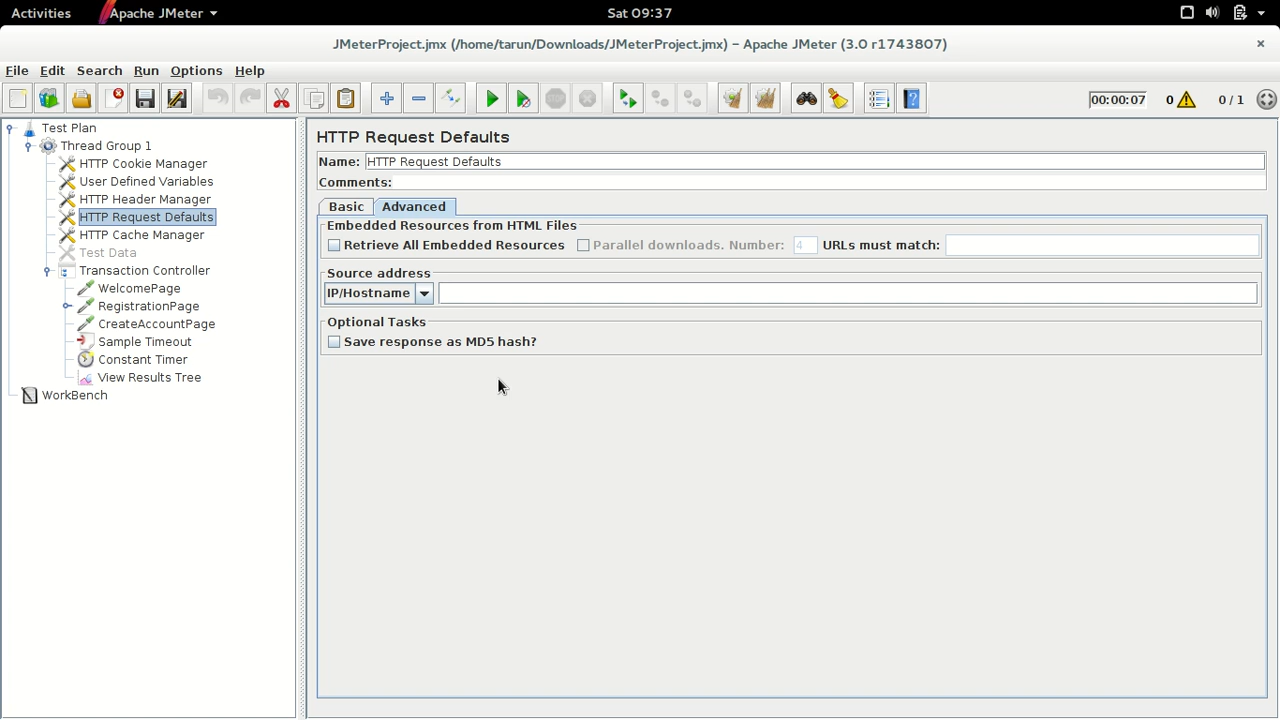 Activities Apache JMeter Sat 09:37
JMeterProject.jmx (/home/tarun/Downloads/JMeterProject.jmx) – Apache JMeter (3.0 r1743807) ×
File Edit Search Run Options Help
00:00:07 0 0 / 1
Test Plan
Thread Group 1
HTTP Cookie Manager
User Defined Variables
HTTP Header Manager
HTTP Request Defaults
HTTP Cache Manager
Test Data
Transaction Controller
WelcomePage
RegistrationPage
CreateAccountPage
Sample Timeout
Constant Timer
View Results Tree
WorkBench
HTTP Request Defaults
Name: HTTP Request Defaults
Comments:
Basic Advanced
Embedded Resources from HTML Files
Retrieve All Embedded Resources Parallel downloads. Number: 4 URLs must match:
Source address
IP/Hostname
Optional Tasks
Save response as MD5 hash?